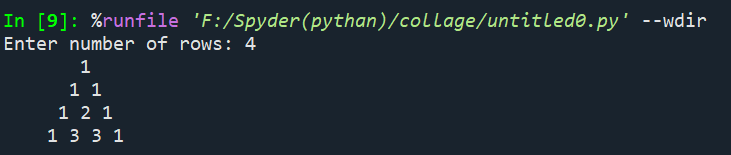 In [9]: %runfile 'F:/Spyder(pythan)/collage/untitled0.py' --wdir
Enter number of rows: 4
1
1 1
1 2 1
1 3 3 1